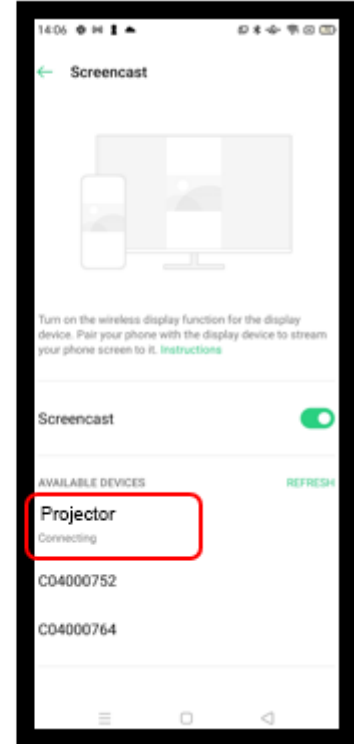 14:06
Screencast
Turn on the wireless display function for the display
device. Pair your phone with the display device to stream
your phone screen to it. Instructions
Screencast
AVAILABLE DEVICES REFRESH
Projector
Connecting
C04000752
C04000764